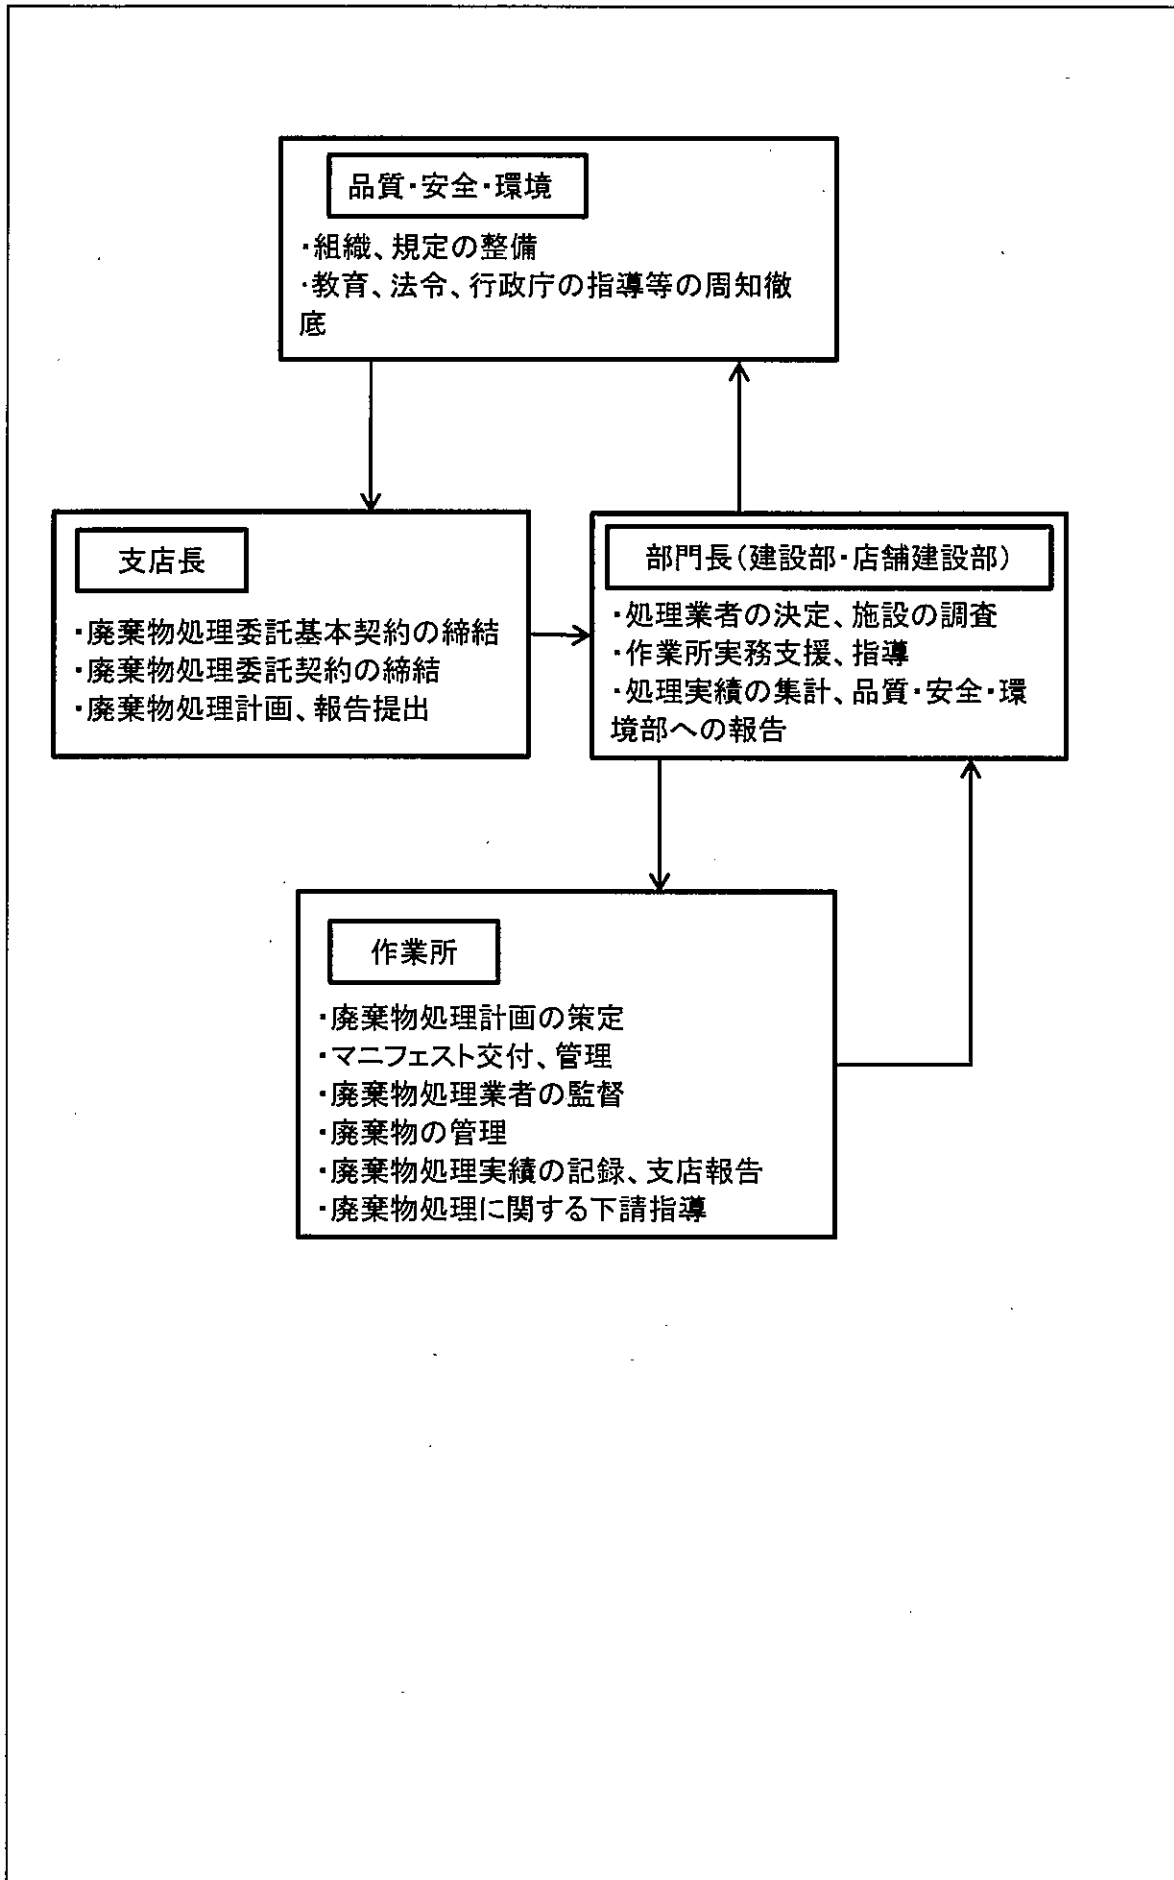 品質・安全・環境
・組織、規定の整備
・教育、法令、行政庁の指導等の周知徹
底
支店長
・廃棄物処理委託基本契約の締結
・廃棄物処理委託契約の締結
・廃棄物処理計画、報告提出
部門長(建設部・店舗建設部)
・処理業者の決定、施設の調査
・作業所実務支援、指導
・処理実績の集計、品質・安全・環
境部への報告
作業所
・廃棄物処理計画の策定
・マニフェスト交付、管理
・廃棄物処理業者の監督
・廃棄物の管理
・廃棄物処理実績の記録、支店報告
・廃棄物処理に関する下請指導